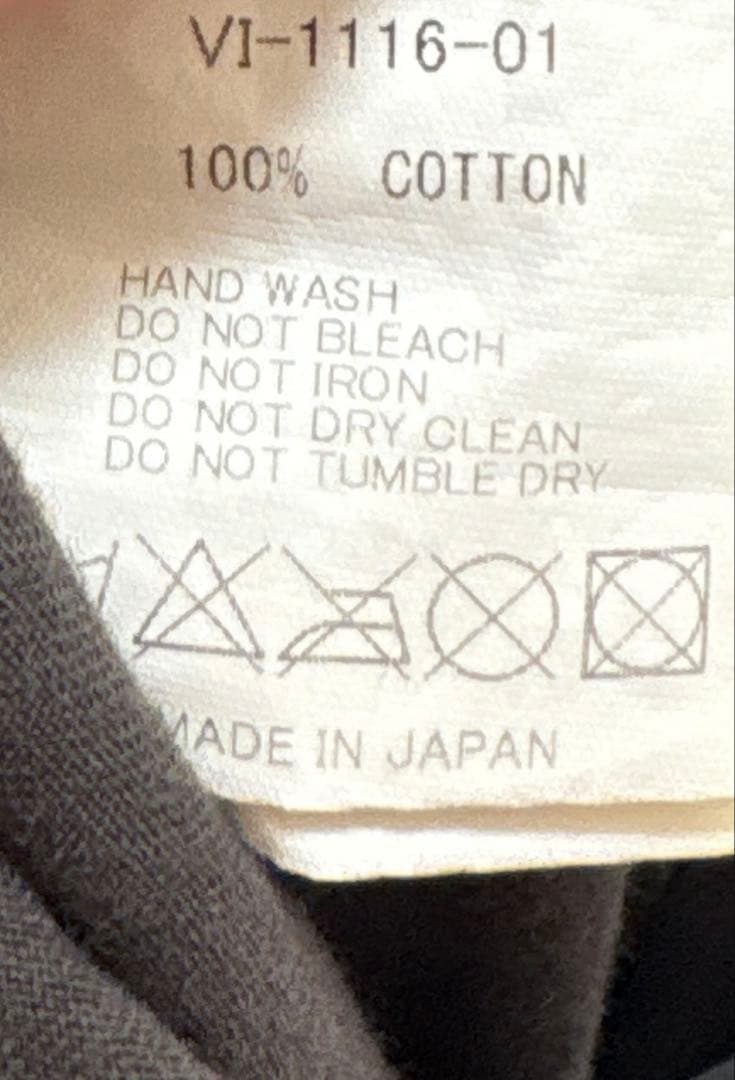 VI-1116-01
100% COTTON
HAND WASH
DO NOT BLEACH
DO NOT IRON
DO NOT DRY CLEAN
DO NOT TUMBLE DRY
MADE IN JAPAN